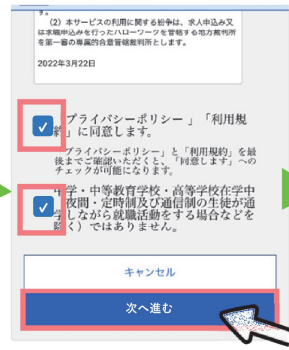 す。
(2) 本サービスの利用に関する紛争は、求人申込み又
は求職申込みを行ったハローワークを管轄する地方裁判所
を第一審の専属的合意管轄裁判所とします。
2022年3月22日
「プライバシーポリシー」「利用規
約」に同意します。
「プライバシーポリシー」と「利用規約」を最
後までご確認いただくと、「同意します」への
チェックが可能になります。
中学・中等教育学校・高等学校在学中
(夜間・定時制及び通信制の生徒が通
学しながら就職活動をする場合などを
除く)ではありません。
キャンセル
次へ進む